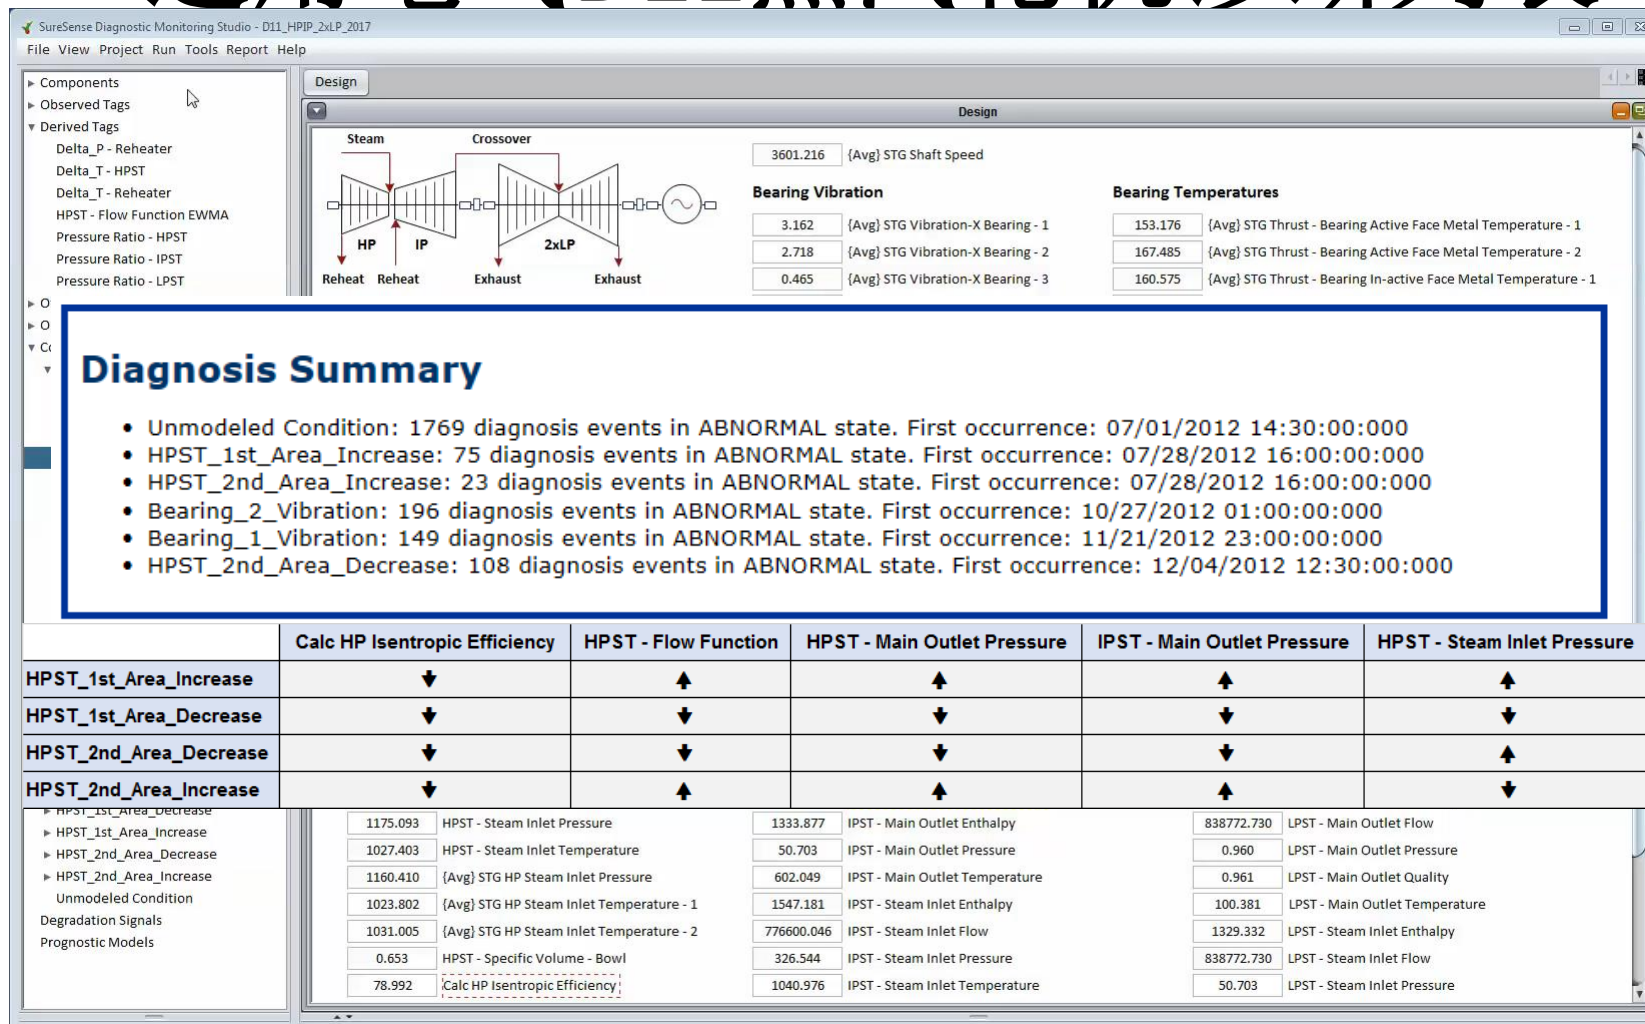 SureSense Diagnostic Monitoring Studio - D11_HPIP_2xLP_2017
File View Project Run Tools Report Help
Components
Observed Tags
Derived Tags
Delta_P - Reheater
Delta_T - HPST
Delta_T - Reheater
HPST - Flow Function EWMA
Pressure Ratio - HPST
Pressure Ratio - IPST
Pressure Ratio - LPST
Design
Design
Steam Crossover
HP IP 2xLP
Reheat Reheat Exhaust Exhaust
3601.216 {Avg} STG Shaft Speed
Bearing Vibration
3.162 {Avg} STG Vibration-X Bearing - 1
2.718 {Avg} STG Vibration-X Bearing - 2
0.465 {Avg} STG Vibration-X Bearing - 3
Bearing Temperatures
153.176 {Avg} STG Thrust - Bearing Active Face Metal Temperature - 1
167.485 {Avg} STG Thrust - Bearing Active Face Metal Temperature - 2
160.575 {Avg} STG Thrust - Bearing In-active Face Metal Temperature - 1
Diagnosis Summary
• Unmodeled Condition: 1769 diagnosis events in ABNORMAL state. First occurrence: 07/01/2012 14:30:00:000
• HPST_1st_Area_Increase: 75 diagnosis events in ABNORMAL state. First occurrence: 07/28/2012 16:00:00:000
• HPST_2nd_Area_Increase: 23 diagnosis events in ABNORMAL state. First occurrence: 07/28/2012 16:00:00:000
• Bearing_2_Vibration: 196 diagnosis events in ABNORMAL state. First occurrence: 10/27/2012 01:00:00:000
• Bearing_1_Vibration: 149 diagnosis events in ABNORMAL state. First occurrence: 11/21/2012 23:00:00:000
• HPST_2nd_Area_Decrease: 108 diagnosis events in ABNORMAL state. First occurrence: 12/04/2012 12:30:00:000
Calc HP Isentropic Efficiency HPST - Flow Function HPST - Main Outlet Pressure IPST - Main Outlet Pressure HPST - Steam Inlet Pressure
HPST_1st_Area_Increase ↓ ↑ ↑ ↑ ↑
HPST_1st_Area_Decrease ↓ ↓ ↓ ↓ ↓
HPST_2nd_Area_Decrease ↓ ↓ ↓ ↓ ↑
HPST_2nd_Area_Increase ↓ ↑ ↑ ↑ ↓
HPST_1st_Area_Decrease
HPST_1st_Area_Increase
HPST_2nd_Area_Decrease
HPST_2nd_Area_Increase
Unmodeled Condition
Degradation Signals
Prognostic Models
1175.093 HPST - Steam Inlet Pressure
1027.403 HPST - Steam Inlet Temperature
1160.410 {Avg} STG HP Steam Inlet Pressure
1023.802 {Avg} STG HP Steam Inlet Temperature - 1
1031.005 {Avg} STG HP Steam Inlet Temperature - 2
0.653 HPST - Specific Volume - Bowl
78.992 Calc HP Isentropic Efficiency
1333.877 IPST - Main Outlet Enthalpy
50.703 IPST - Main Outlet Pressure
602.049 IPST - Main Outlet Temperature
1547.181 IPST - Steam Inlet Enthalpy
776600.046 IPST - Steam Inlet Flow
326.544 IPST - Steam Inlet Pressure
1040.976 IPST - Steam Inlet Temperature
838772.730 LPST - Main Outlet Flow
0.960 LPST - Main Outlet Pressure
0.961 LPST - Main Outlet Quality
100.381 LPST - Main Outlet Temperature
1329.332 LPST - Steam Inlet Enthalpy
838772.730 LPST - Steam Inlet Flow
50.703 LPST - Steam Inlet Pressure